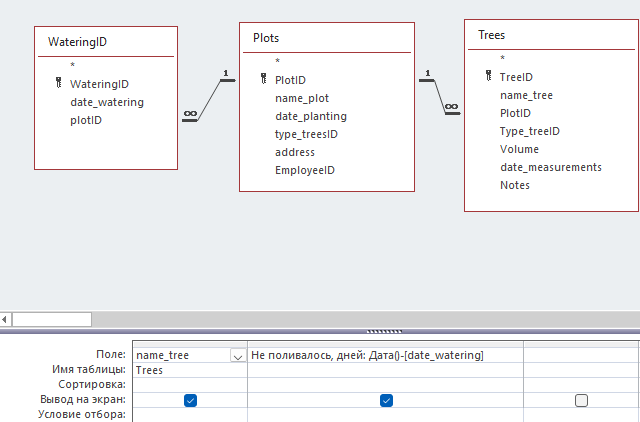 WateringID
*
WateringID
date_watering
plotID
1
∞
Plots
*
PlotID
name_plot
date_planting
type_treesID
address
EmployeeID
1
∞
Trees
*
TreeID
name_tree
PlotID
Type_treeID
Volume
date_measurements
Notes
Поле: name_tree Не поливалось, дней: Дата()-[date_watering]
Имя таблицы: Trees
Сортировка:
Вывод на экран:
Условие отбора: